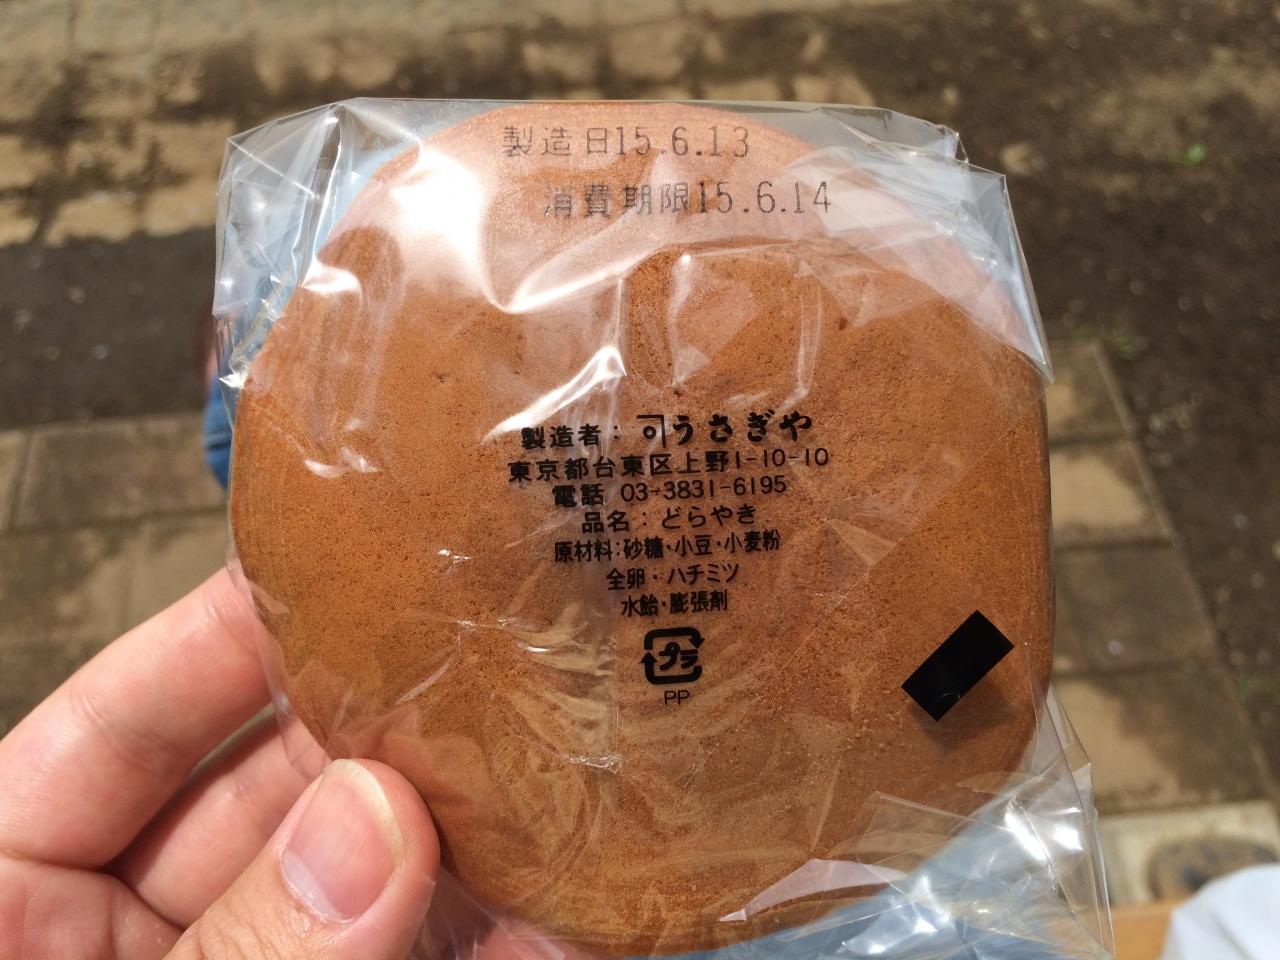 製造日15.6.13
消費期限15.6.14
製造者：うさぎや
東京都台東区上野1-10-10
電話 03-3831-6195
品名：どらやき
原材料：砂糖・小豆・小麦粉
全卵・ハチミツ
水飴・膨張剤
プラ
PP